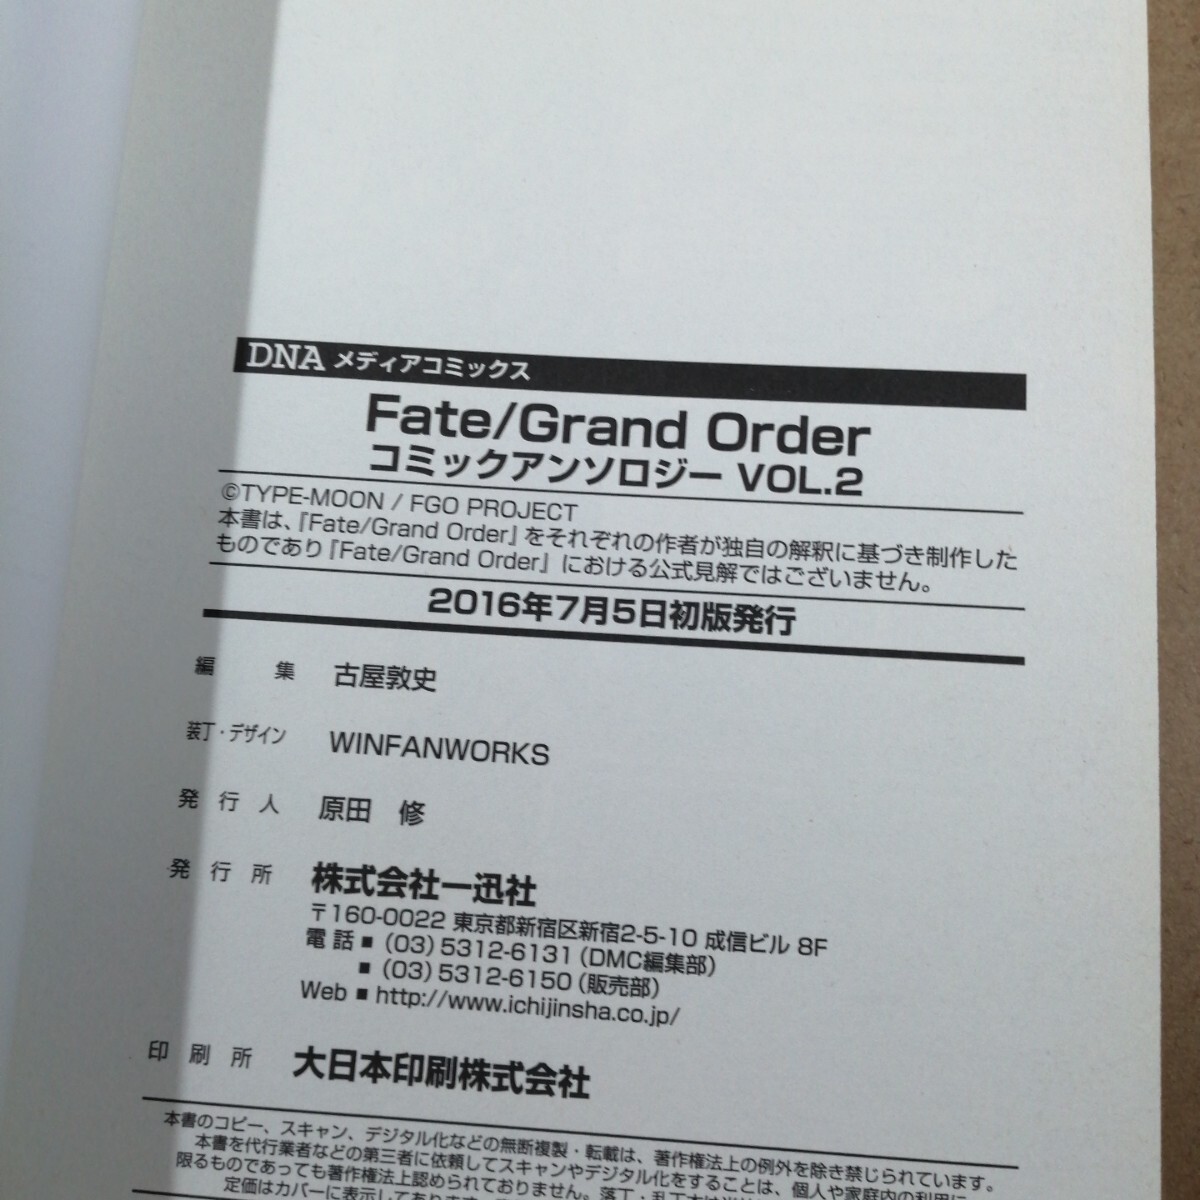 DNA メディアコミックス
Fate/Grand Order
コミックアンソロジー VOL.2
©TYPE-MOON / FGO PROJECT
本書は、『Fate/Grand Order』をそれぞれの作者が独自の解釈に基づき制作した
ものであり『Fate/Grand Order』における公式見解ではございません。
2016年7月5日初版発行
編 集 古屋敦史
装丁・デザイン WINFANWORKS
発 行 人 原田 修
発 行 所 株式会社一迅社
〒160-0022 東京都新宿区新宿2-5-10 成信ビル 8F
電話 ■ (03) 5312-6131 (DMC編集部)
■ (03) 5312-6150 (販売部)
Web ■ http://www.ichijinsha.co.jp/
印 刷 所 大日本印刷株式会社
本書のコピー、スキャン、デジタル化などの無断複製・転載は、著作権法上の例外を除き禁じられています。
本書を代行業者などの第三者に依頼してスキャンやデジタル化をすることは、個人や家庭内の利用に
限るものであっても著作権法上認められておりません。落丁・乱丁本は
定価はカバーに表示してあります